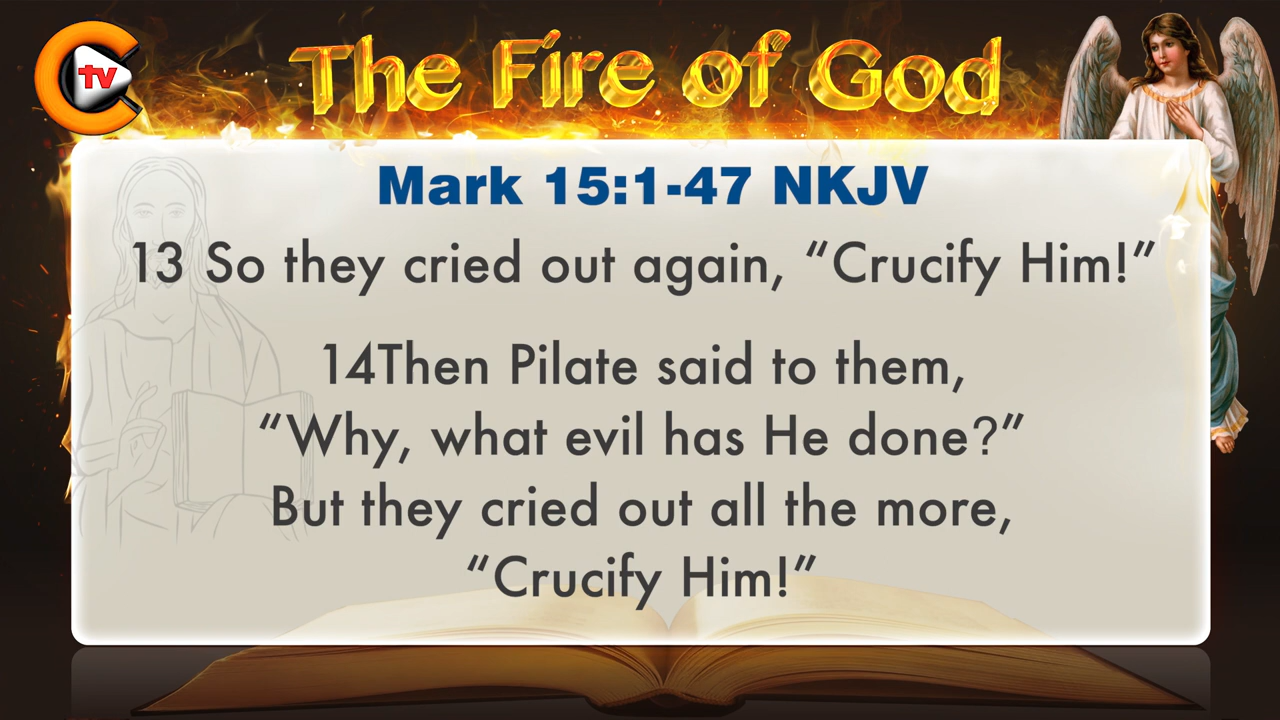 tv
The Fire of God
Mark 15:1-47 NKJV
13 So they cried out again, “Crucify Him!”
14Then Pilate said to them,
“Why, what evil has He done?”
But they cried out all the more,
“Crucify Him!”